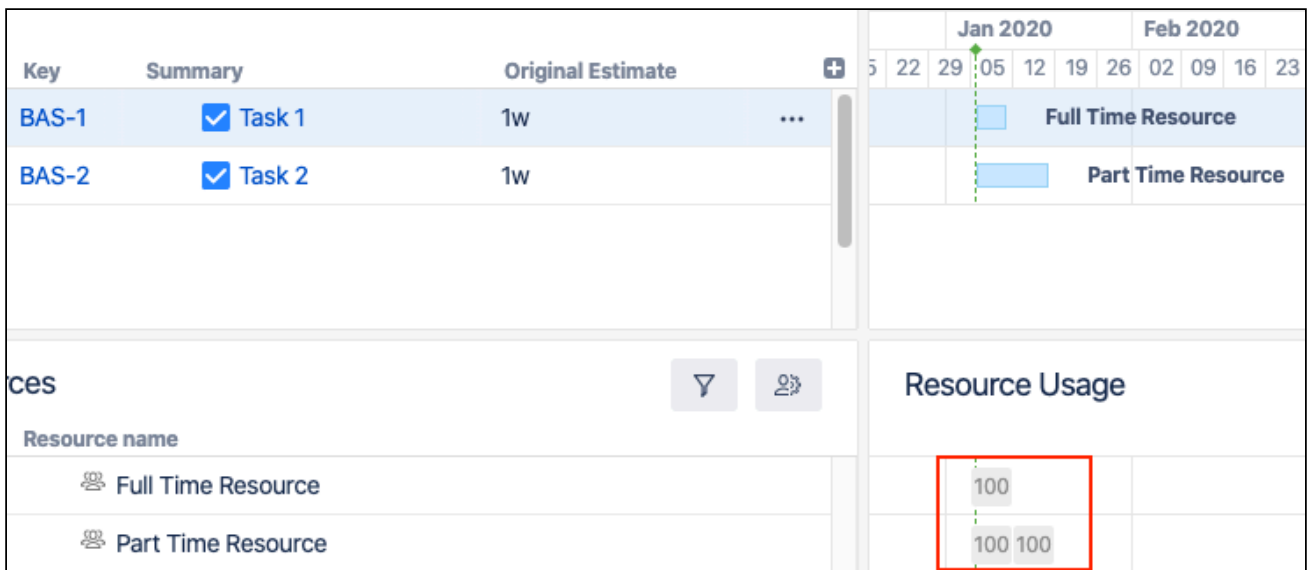 Jan 2020 Feb 2020
Key Summary Original Estimate 5 22 29 05 12 19 26 02 09 16 23
BAS-1 Task 1 1w ... Full Time Resource
BAS-2 Task 2 1w Part Time Resource
rces Resource Usage
Resource name
Full Time Resource 100
Part Time Resource 100 100